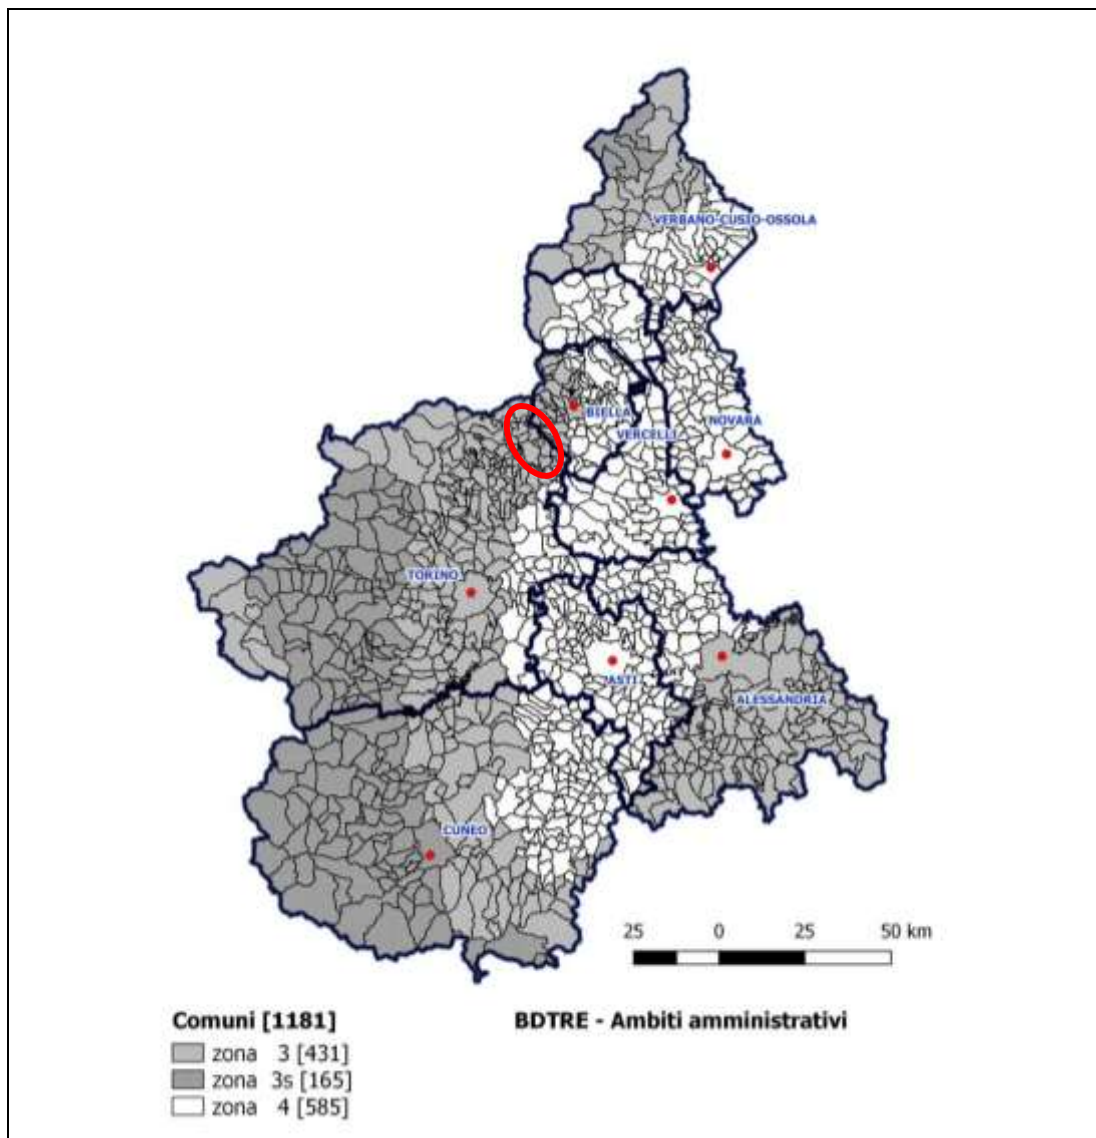 VERBANO-CUSIO-OSSOLA
BIELLA
NOVARA
VERCELLI
TORINO
ASTI
ALESSANDRIA
CUNEO
25 0 25 50 km
Comuni [1181]
BDTRE - Ambiti amministrativi
zona 3 [431]
zona 3s [165]
zona 4 [585]